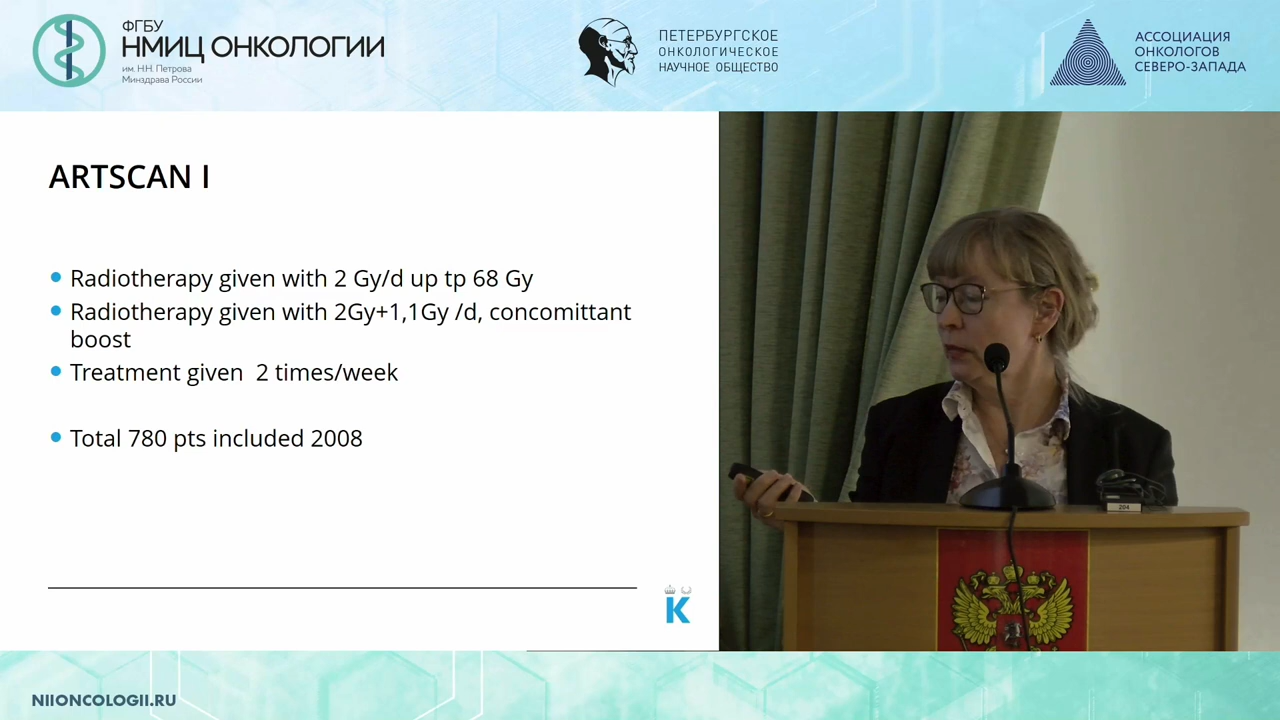 ФГБУ
НМИЦ ОНКОЛОГИИ
им. Н.Н. Петрова
Минздрава России
ПЕТЕРБУРГСКОЕ
ОНКОЛОГИЧЕСКОЕ
НАУЧНОЕ ОБЩЕСТВО
АССОЦИАЦИЯ
ОНКОЛОГОВ
СЕВЕРО-ЗАПАДА
ARTSCAN I
Radiotherapy given with 2 Gy/d up tp 68 Gy
Radiotherapy given with 2Gy+1,1Gy /d, concomittant
boost
Treatment given  2 times/week
Total 780 pts included 2008
K
204
NIIONCOLOGII.RU